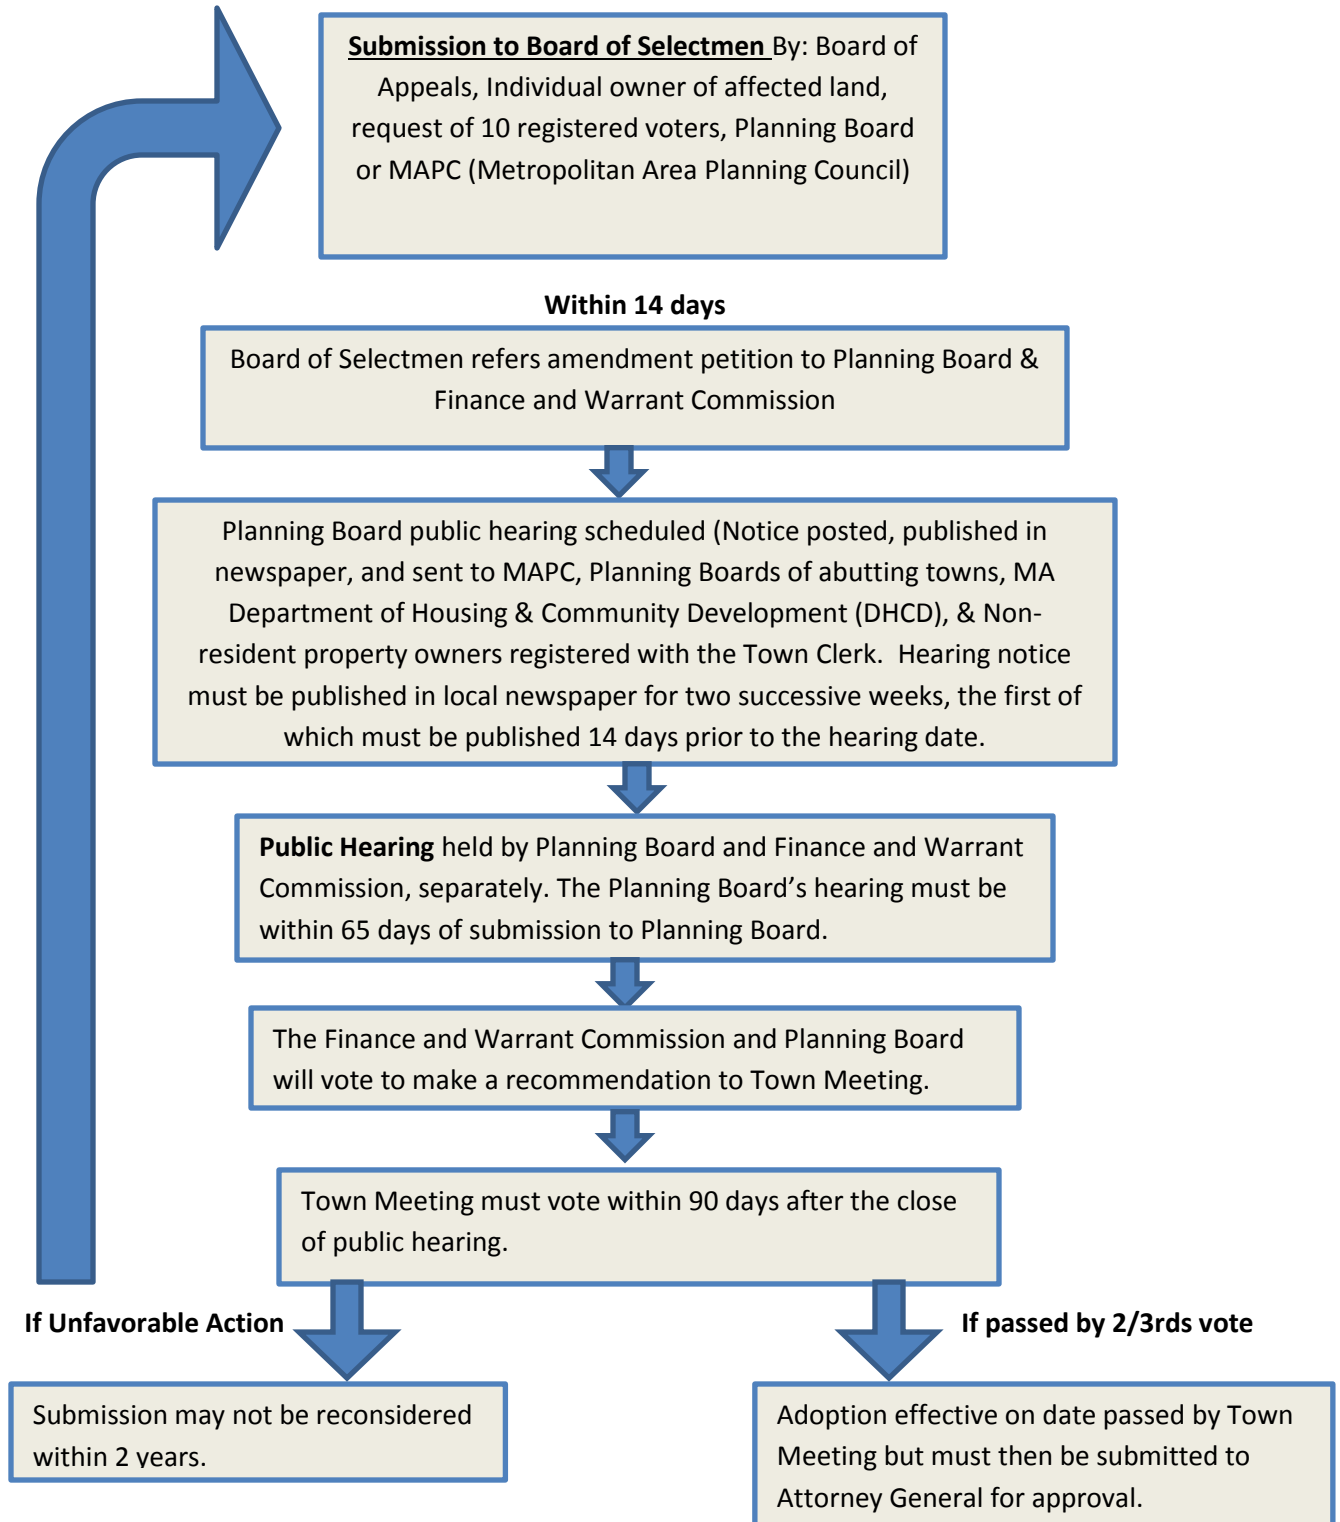 Submission to Board of Selectmen By: Board of
Appeals, Individual owner of affected land,
request of 10 registered voters, Planning Board
or MAPC (Metropolitan Area Planning Council)
Within 14 days
Board of Selectmen refers amendment petition to Planning Board &
Finance and Warrant Commission
Planning Board public hearing scheduled (Notice posted, published in
newspaper, and sent to MAPC, Planning Boards of abutting towns, MA
Department of Housing & Community Development (DHCD), & Non-
resident property owners registered with the Town Clerk.  Hearing notice
must be published in local newspaper for two successive weeks, the first of
which must be published 14 days prior to the hearing date.
Public Hearing held by Planning Board and Finance and Warrant
Commission, separately. The Planning Board’s hearing must be
within 65 days of submission to Planning Board.
The Finance and Warrant Commission and Planning Board
will vote to make a recommendation to Town Meeting.
Town Meeting must vote within 90 days after the close
of public hearing.
If Unfavorable Action
If passed by 2/3rds vote
Submission may not be reconsidered
within 2 years.
Adoption effective on date passed by Town
Meeting but must then be submitted to
Attorney General for approval.